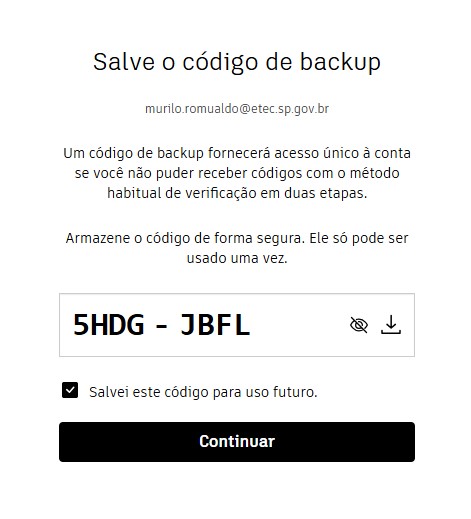 Salve o código de backup
murilo.romualdo@etec.sp.gov.br
Um código de backup fornecerá acesso único à conta
se você não puder receber códigos com o método
habitual de verificação em duas etapas.
Armazene o código de forma segura. Ele só pode ser
usado uma vez.
5HDG - JBFL
Salvei este código para uso futuro.
Continuar